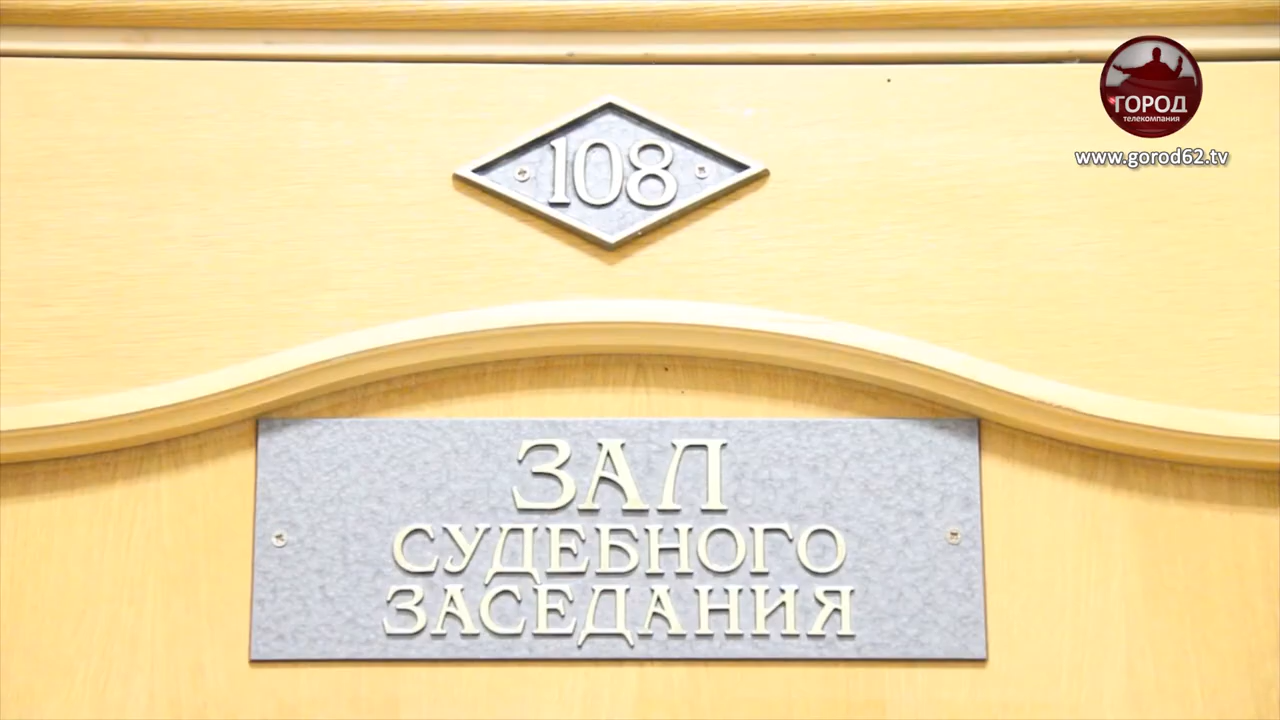 ГОРОД
телекомпания
www.gorod62.tv
108
ЗАЛ
СУДЕБНОГО
ЗАСЕДАНИЯ